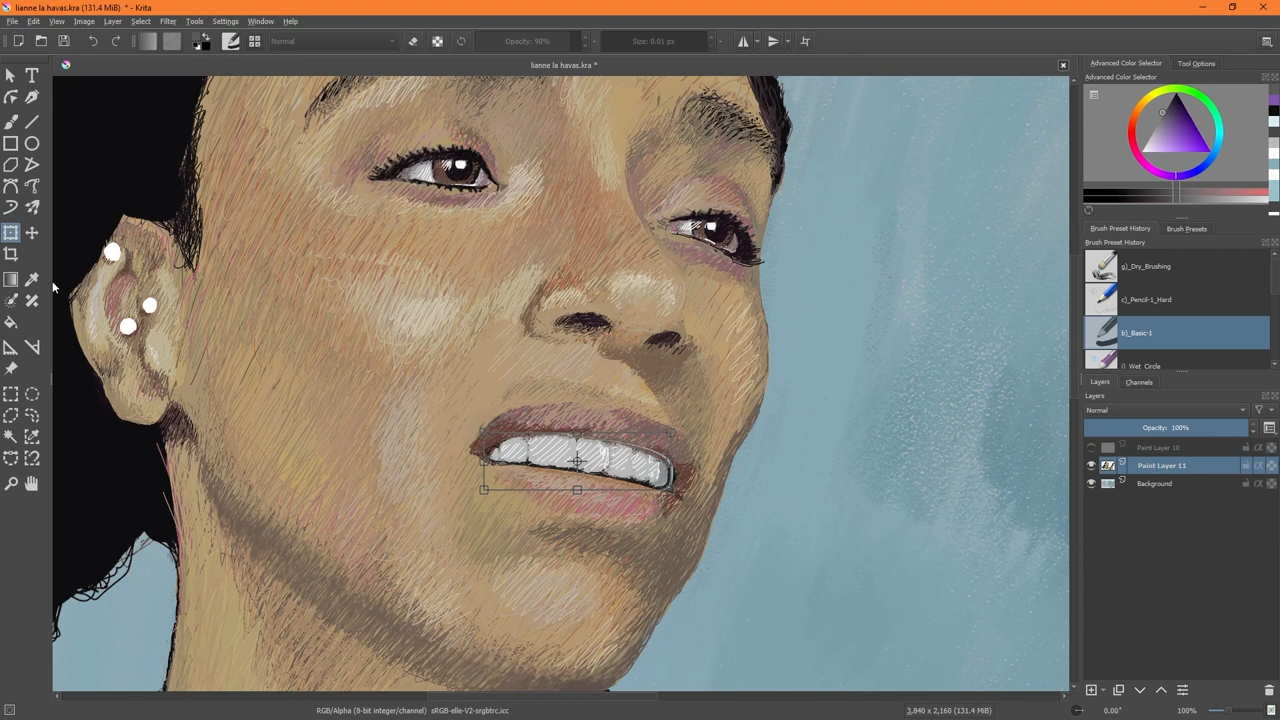 lianne la havas.kra (131.4 MiB) * - Krita
File Edit View Image Layer Select Filter Tools Settings Window Help
Normal Opacity: 90% Size: 0.01 px
lianne la havas.kra *
Advanced Color Selector Tool Options
Advanced Color Selector
Brush Preset History Brush Presets
Brush Preset History
g)_Dry_Brushing
c)_Pencil-1_Hard
b)_Basic-1
i)_Wet_Circle
Layers Channels
Layers
Normal
Opacity: 100%
Paint Layer 10
Paint Layer 11
Background
RGB/Alpha (8-bit integer/channel) sRGB-elle-V2-srgbtrc.icc 3,840 x 2,160 (131.4 MiB) 0.00° 100%